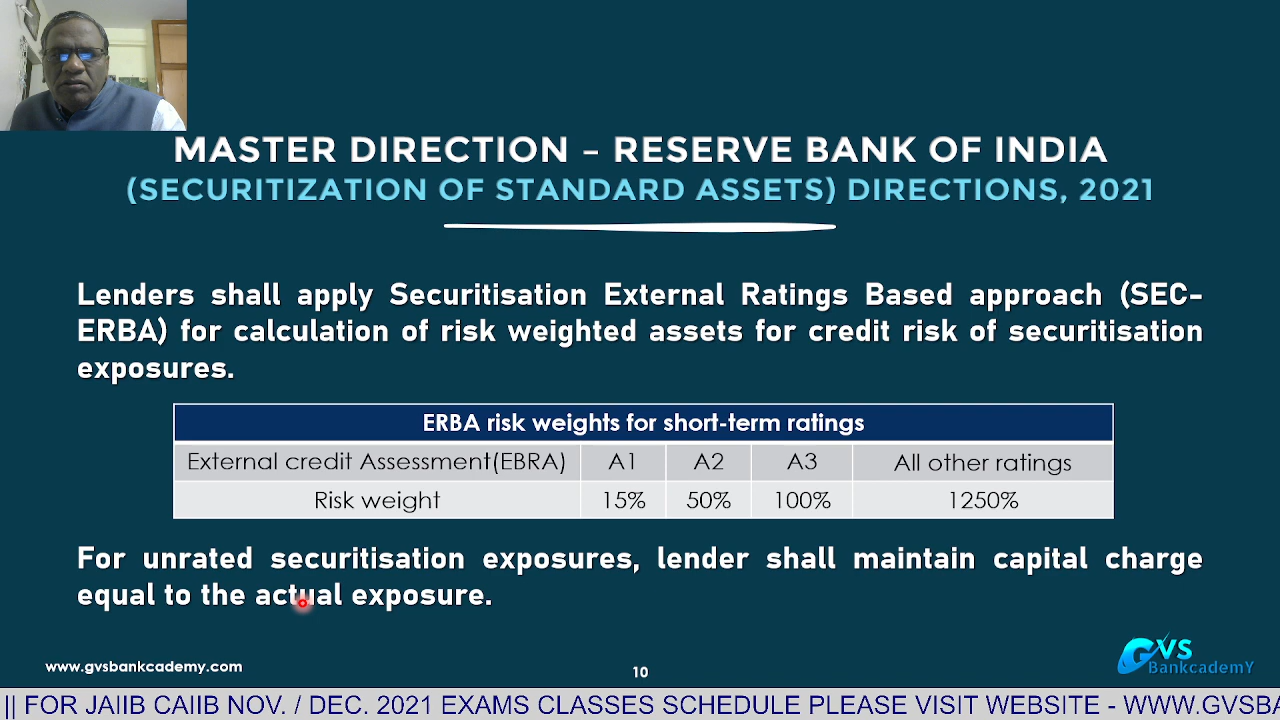 MASTER DIRECTION – RESERVE BANK OF INDIA
(SECURITIZATION OF STANDARD ASSETS) DIRECTIONS, 2021
Lenders shall apply Securitisation External Ratings Based approach (SEC-
ERBA) for calculation of risk weighted assets for credit risk of securitisation
exposures.
ERBA risk weights for short-term ratings
External credit Assessment(EBRA) A1 A2 A3 All other ratings
Risk weight 15% 50% 100% 1250%
For unrated securitisation exposures, lender shall maintain capital charge
equal to the actual exposure.
www.gvsbankcademy.com
10
GVS
BankcademY
|| FOR JAIIB CAIIB NOV. / DEC. 2021 EXAMS CLASSES SCHEDULE PLEASE VISIT WEBSITE - WWW.GVSBA